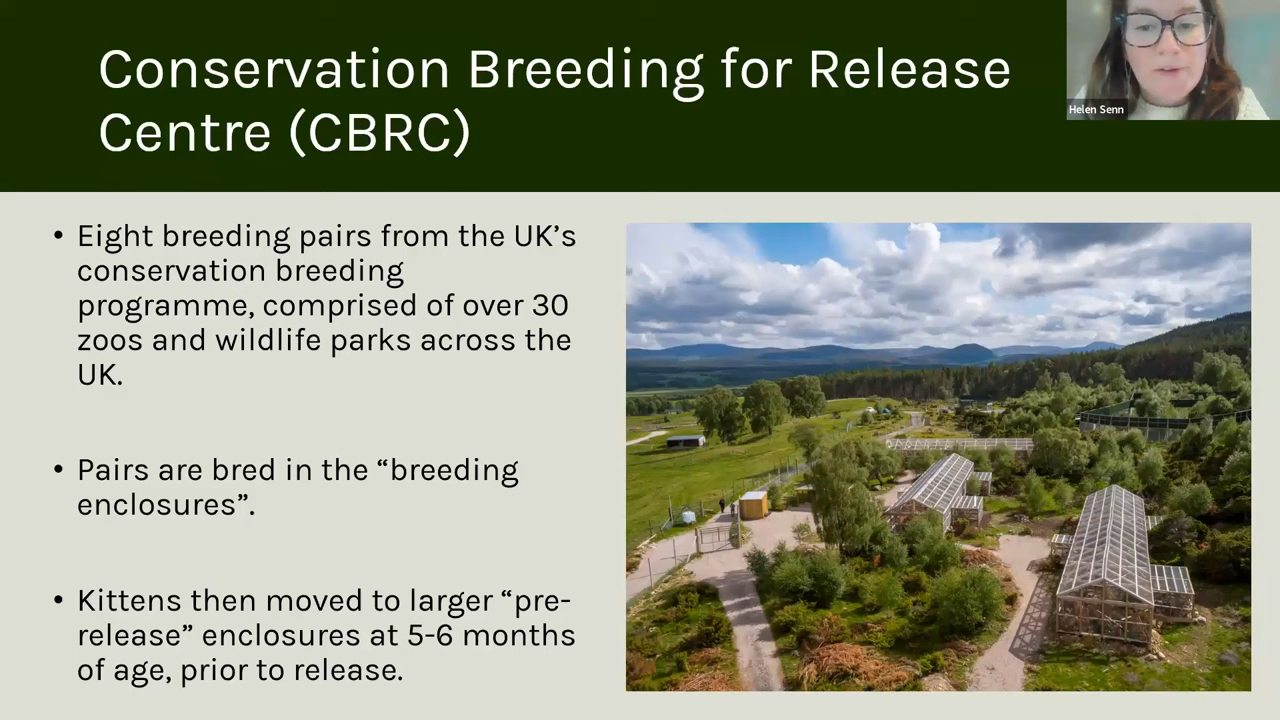 Conservation Breeding for Release
Centre (CBRC)
Helen Senn
• Eight breeding pairs from the UK’s
conservation breeding
programme, comprised of over 30
zoos and wildlife parks across the
UK.
• Pairs are bred in the “breeding
enclosures”.
• Kittens then moved to larger “pre-
release” enclosures at 5-6 months
of age, prior to release.